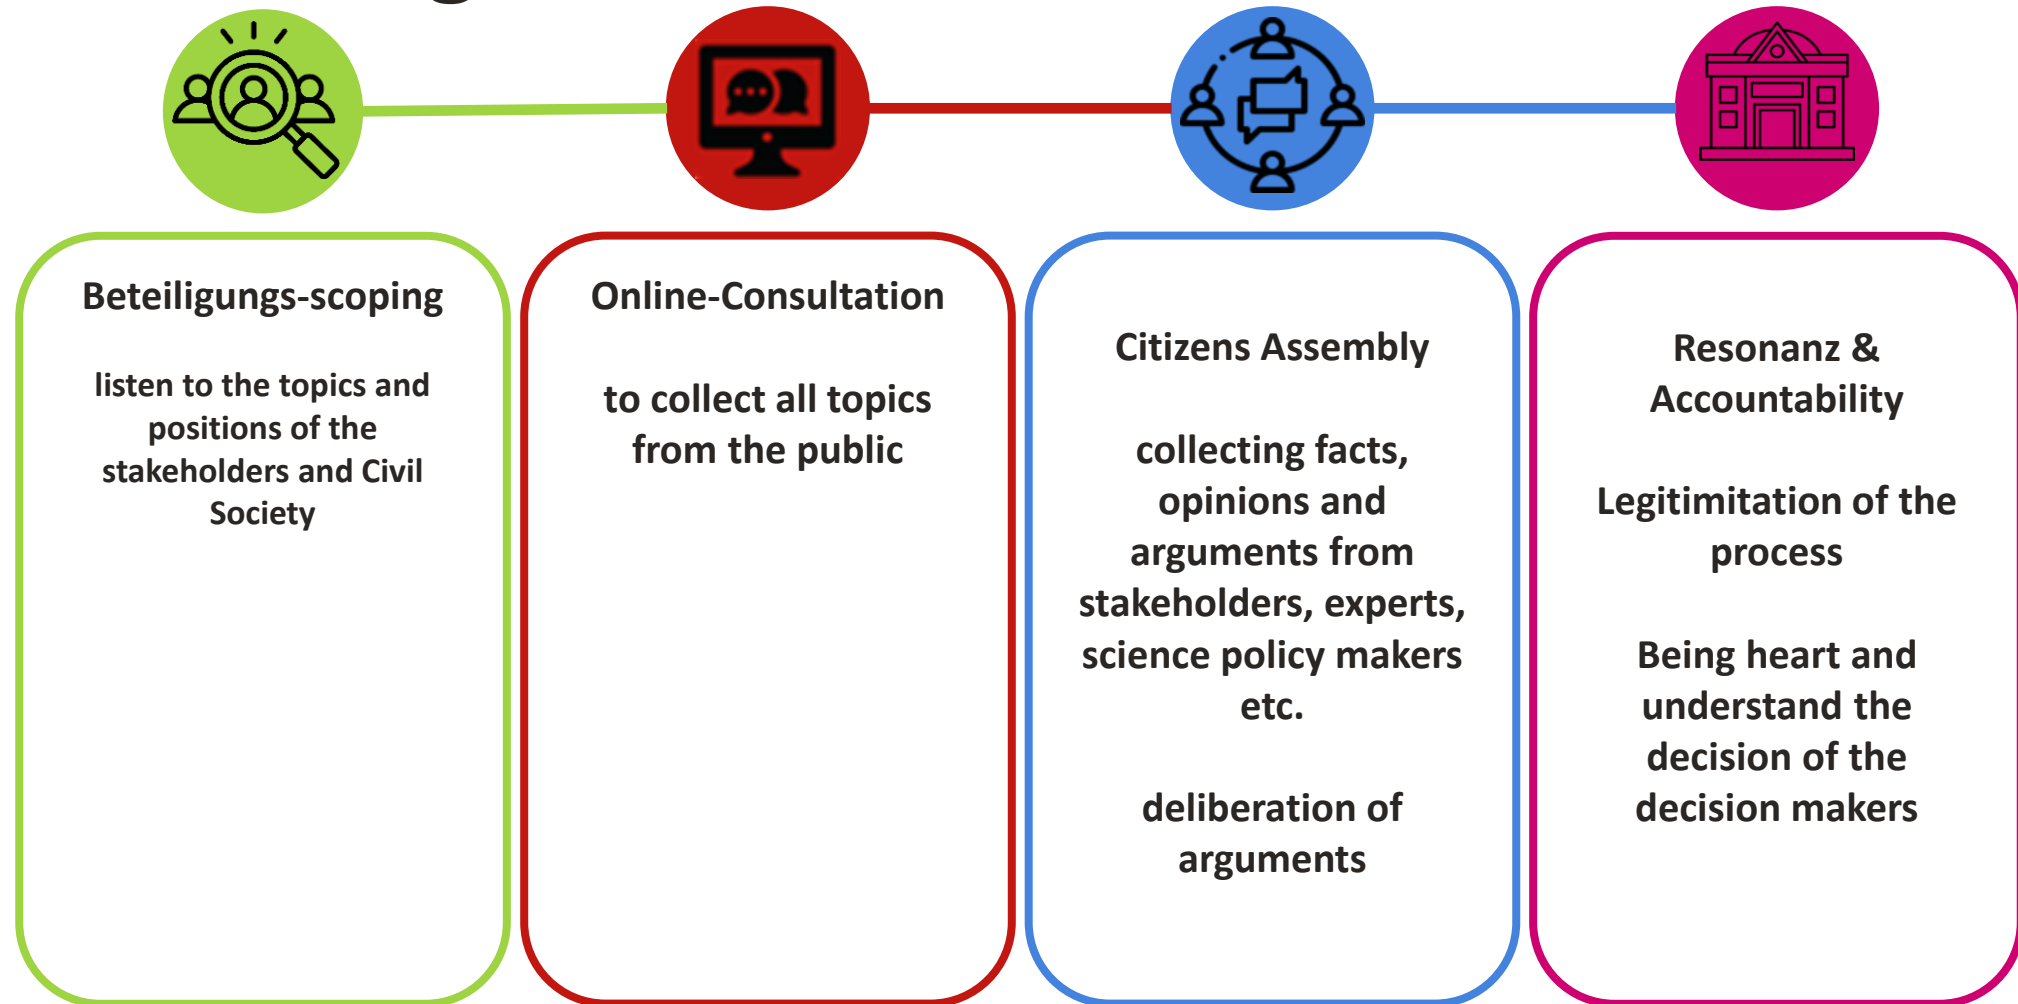 Beteiligungs-scoping
listen to the topics and
positions of the
stakeholders and Civil
Society
Online-Consultation
to collect all topics
from the public
Citizens Assembly
collecting facts,
opinions and
arguments from
stakeholders, experts,
science policy makers
etc.
deliberation of
arguments
Resonanz &
Accountability
Legitimitation of the
process
Being heart and
understand the
decision of the
decision makers